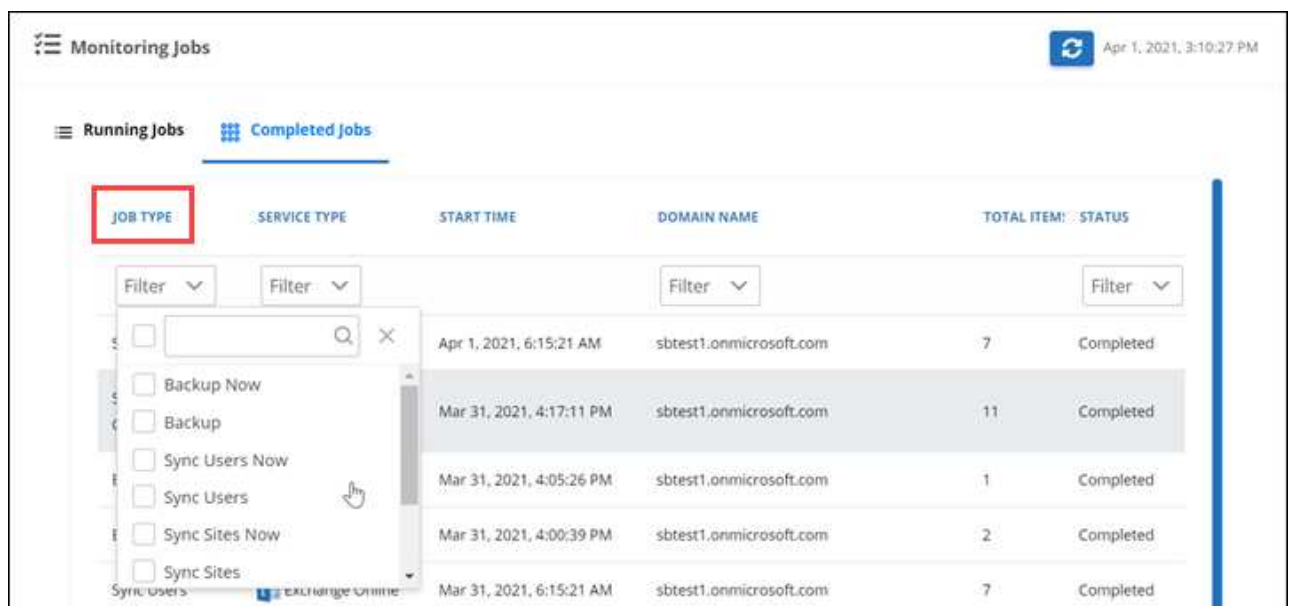 Monitoring Jobs
Apr 1, 2021, 3:10:27 PM
Running Jobs
Completed Jobs
JOB TYPE SERVICE TYPE START TIME DOMAIN NAME TOTAL ITEM: STATUS
Filter Filter Filter Filter
Apr 1, 2021, 6:15:21 AM sbtest1.onmicrosoft.com 7 Completed
Backup Now
Mar 31, 2021, 4:17:11 PM sbtest1.onmicrosoft.com 11 Completed
Backup
Sync Users Now
Mar 31, 2021, 4:05:26 PM sbtest1.onmicrosoft.com 1 Completed
Sync Users
Sync Sites Now
Mar 31, 2021, 4:00:39 PM sbtest1.onmicrosoft.com 2 Completed
Sync Sites
Sync Users Exchange Online Mar 31, 2021, 6:15:21 AM sbtest1.onmicrosoft.com 7 Completed